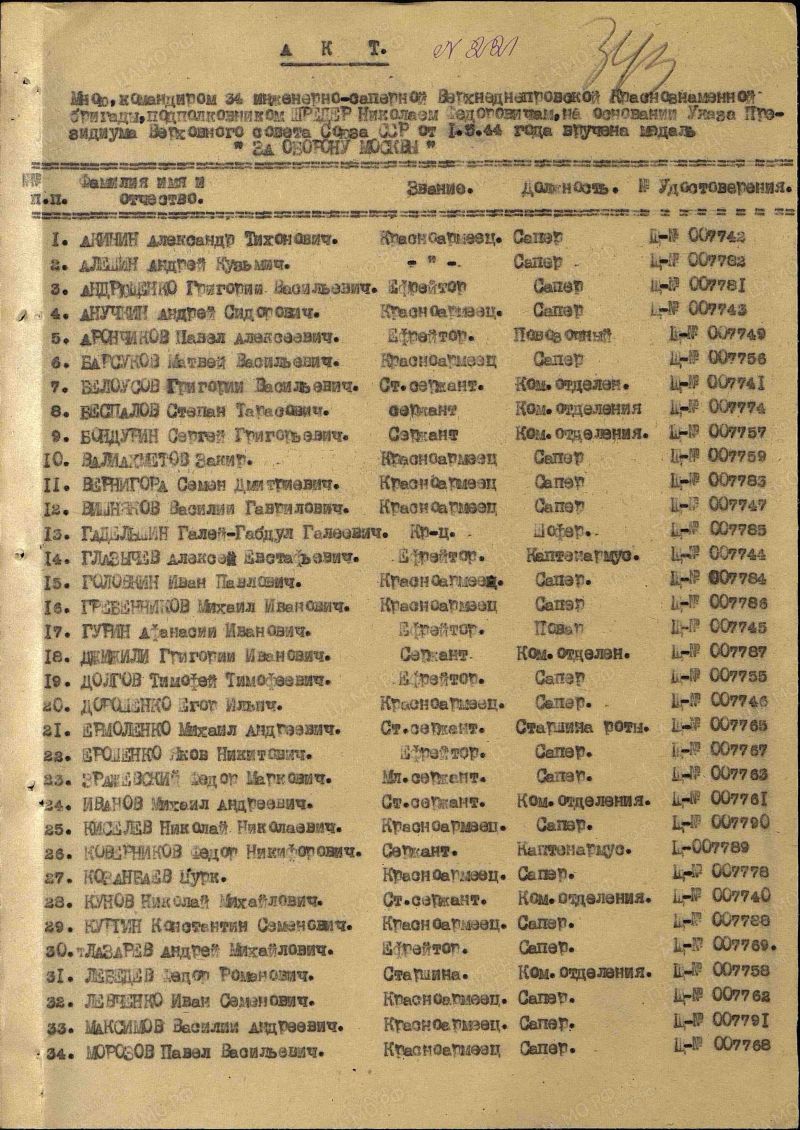 А К Т. № 221
343
Мною, командиром 34 инженерно-саперной Верхнеднепровской Краснознаменной
бригады, подполковником ШРЕДЕР Николаем Федоровичам, на основании Указа Пре-
зидиума Верховного совета Союза ССР от 1.5.44 года вручена медаль
" ЗА ОБОРОНУ МОСКВЫ "
№№ п.п. Фамилия имя и отчество. Звание. Должность. № Удостоверения.
1. АКИНИН Александр Тихонович. Красноармеец. Сапер Ц-№ 007742
2. АЛЕШИН Андрей Кузьмич. - " - Сапер Ц-№ 007782
3. АНДРЮЩЕНКО Григории Васильевич. Ефрейтор Сапер Ц-№ 007781
4. АНУЧКИН Андрей Сидорович. Красноармеец. Сапер Ц-№ 007743
5. АРОНЧИКОВ Павел Алексеевич. Ефрейтор. Повозочный Ц-№ 007749
6. БАРСУКОВ Матвей Васильевич. Красноармеец Сапер Ц-№ 007756
7. БЕЛОУСОВ Григории Васильевич. Ст.сержант. Ком.отделен. Ц-№ 007741
8. БЕСПАЛОВ Степан Тарасович. сержант Ком.отделения Ц-№ 007774
9. БОНДУРИН Сергей Григорьевич. Сержант Ком.отделения. Ц-№ 007757
10. ВАЛИАХМЕТОВ Закир. Красноармеец Сапер Ц-№ 007759
11. ВЕРНИГОРА Семен Дмитриевич. Красноармеец Сапер Ц-№ 007783
12. ВИШНЯКОВ Василии Гаврилович. Красноармеец Сапер Ц-№ 007747
13. ГАДЕЛЬШИН Галей-Габдул Галеевич. Кр-ц. Шофер. Ц-№ 007785
14. ГЛАЗЫЧЕВ Алексей Евстафьевич. Ефрейтор. Каптенармус. Ц-№ 007744
15. ГОЛОВНИН Иван Павлович. Красноармеец. Сапер. Ц-№ 007784
16. ГРЕБЕННИКОВ Михаил Иванович. Красноармеец Сапер Ц-№ 007786
17. ГУРИН Афанасии Иванович. Ефрейтор. Повар Ц-№ 007745
18. ДЖИЖИЛИ Григории Иванович. Сержант Ком.отделен. Ц-№ 007787
19. ДОЛГОВ Тимофей Тимофеевич. Ефрейтор. Сапер Ц-№ 007755
20. ДОРОШЕНКО Егор Ильич. Красноармеец. Сапер. Ц-№ 007746
21. ЕРМОЛЕНКО Михаил Андреевич. Ст.сержант. Старшина роты. Ц-№ 007765
22. ЕРОШЕНКО Яков Никитович. Ефрейтор. Сапер. Ц-№ 007767
23. ЗРАЖЕВСКИЙ Федор Маркович. Мл.сержант. Сапер. Ц-№ 007763
24. ИВАНОВ Михаил Андреевич. Ст.сержант. Ком.отделения. Ц-№ 007761
25. КИСЕЛЕВ Николай Николаевич. Красноармеец. Сапер. Ц-№ 007790
26. КОВЕРНИКОВ Федор Никифорович. Сержант. Каптенармус. Ц-007789
27. КОРАНБАЕВ Цурк. Красноармеец. Сапер. Ц-№ 007778
28. КУНОВ Николай Михайлович. Ст.сержант. Ком.отделения. Ц-№ 007740
29. КУРГИН Константин Семенович. Красноармеец. Сапер. Ц-№ 007788
30. ЛАЗАРЕВ Андрей Михайлович. Ефрейтор. Сапер. Ц-№ 007769.
31. ЛЕБЕДЕВ Федор Романович. Старшина. Ком.отделения. Ц-№ 007758
32. ЛЕВЧЕНКО Иван Семенович. Красноармеец. Сапер. Ц-№ 007762
33. МАКСИМОВ Василии Андреевич. Красноармеец. Сапер. Ц-№ 007791
34. МОРОЗОВ Павел Васильевич. Красноармеец Сапер. Ц-№ 007768